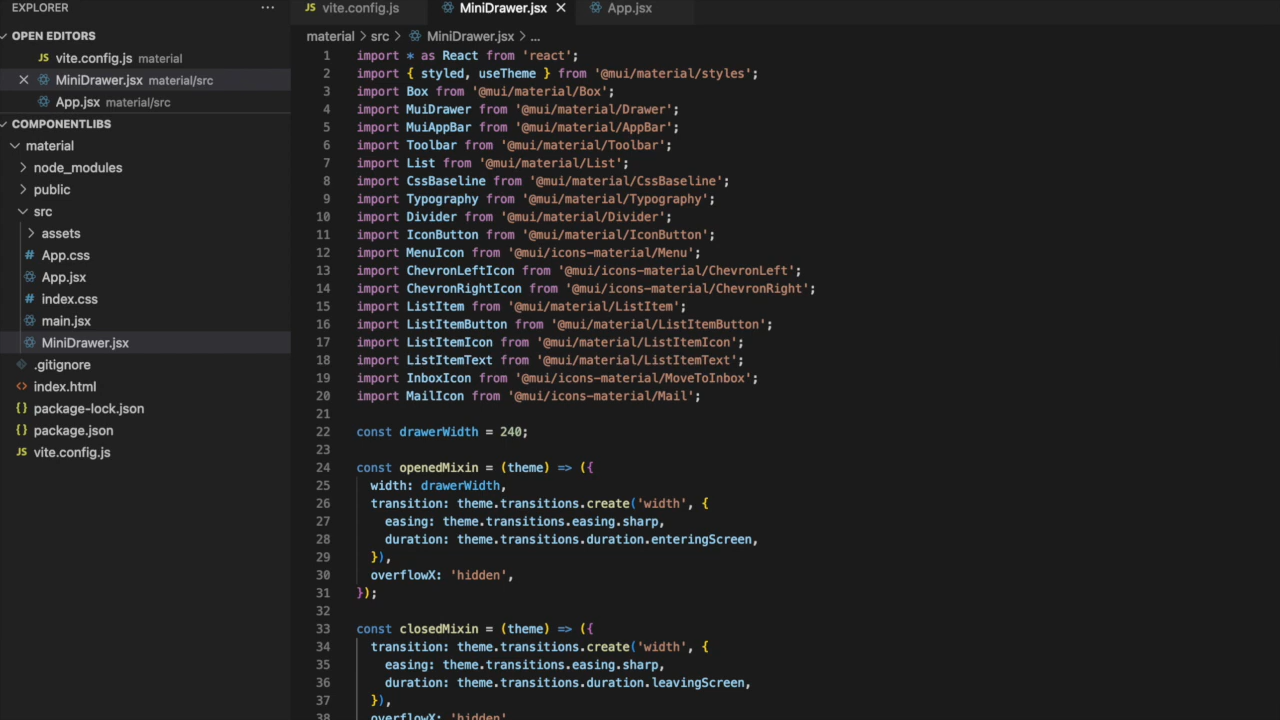 EXPLORER
...
OPEN EDITORS
JS vite.config.js material
MiniDrawer.jsx material/src
App.jsx material/src
COMPONENTLIBS
material
node_modules
public
src
assets
# App.css
App.jsx
# index.css
main.jsx
MiniDrawer.jsx
.gitignore
<> index.html
{} package-lock.json
{} package.json
JS vite.config.js
JS vite.config.js
MiniDrawer.jsx
App.jsx
material > src > MiniDrawer.jsx > ...
1 import * as React from 'react';
2 import { styled, useTheme } from '@mui/material/styles';
3 import Box from '@mui/material/Box';
4 import MuiDrawer from '@mui/material/Drawer';
5 import MuiAppBar from '@mui/material/AppBar';
6 import Toolbar from '@mui/material/Toolbar';
7 import List from '@mui/material/List';
8 import CssBaseline from '@mui/material/CssBaseline';
9 import Typography from '@mui/material/Typography';
10 import Divider from '@mui/material/Divider';
11 import IconButton from '@mui/material/IconButton';
12 import MenuIcon from '@mui/icons-material/Menu';
13 import ChevronLeftIcon from '@mui/icons-material/ChevronLeft';
14 import ChevronRightIcon from '@mui/icons-material/ChevronRight';
15 import ListItem from '@mui/material/ListItem';
16 import ListItemButton from '@mui/material/ListItemButton';
17 import ListItemIcon from '@mui/material/ListItemIcon';
18 import ListItemText from '@mui/material/ListItemText';
19 import InboxIcon from '@mui/icons-material/MoveToInbox';
20 import MailIcon from '@mui/icons-material/Mail';
21
22 const drawerWidth = 240;
23
24 const openedMixin = (theme) => ({
25 width: drawerWidth,
26 transition: theme.transitions.create('width', {
27 easing: theme.transitions.easing.sharp,
28 duration: theme.transitions.duration.enteringScreen,
29 }),
30 overflowX: 'hidden',
31 });
32
33 const closedMixin = (theme) => ({
34 transition: theme.transitions.create('width', {
35 easing: theme.transitions.easing.sharp,
36 duration: theme.transitions.duration.leavingScreen,
37 }),
38 overflowX: 'hidden'